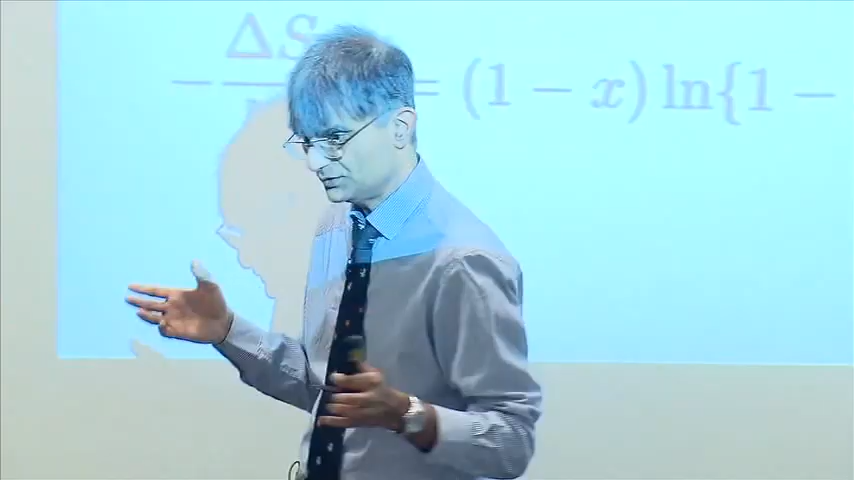 − ΔS = (1 − x) ln{1 −